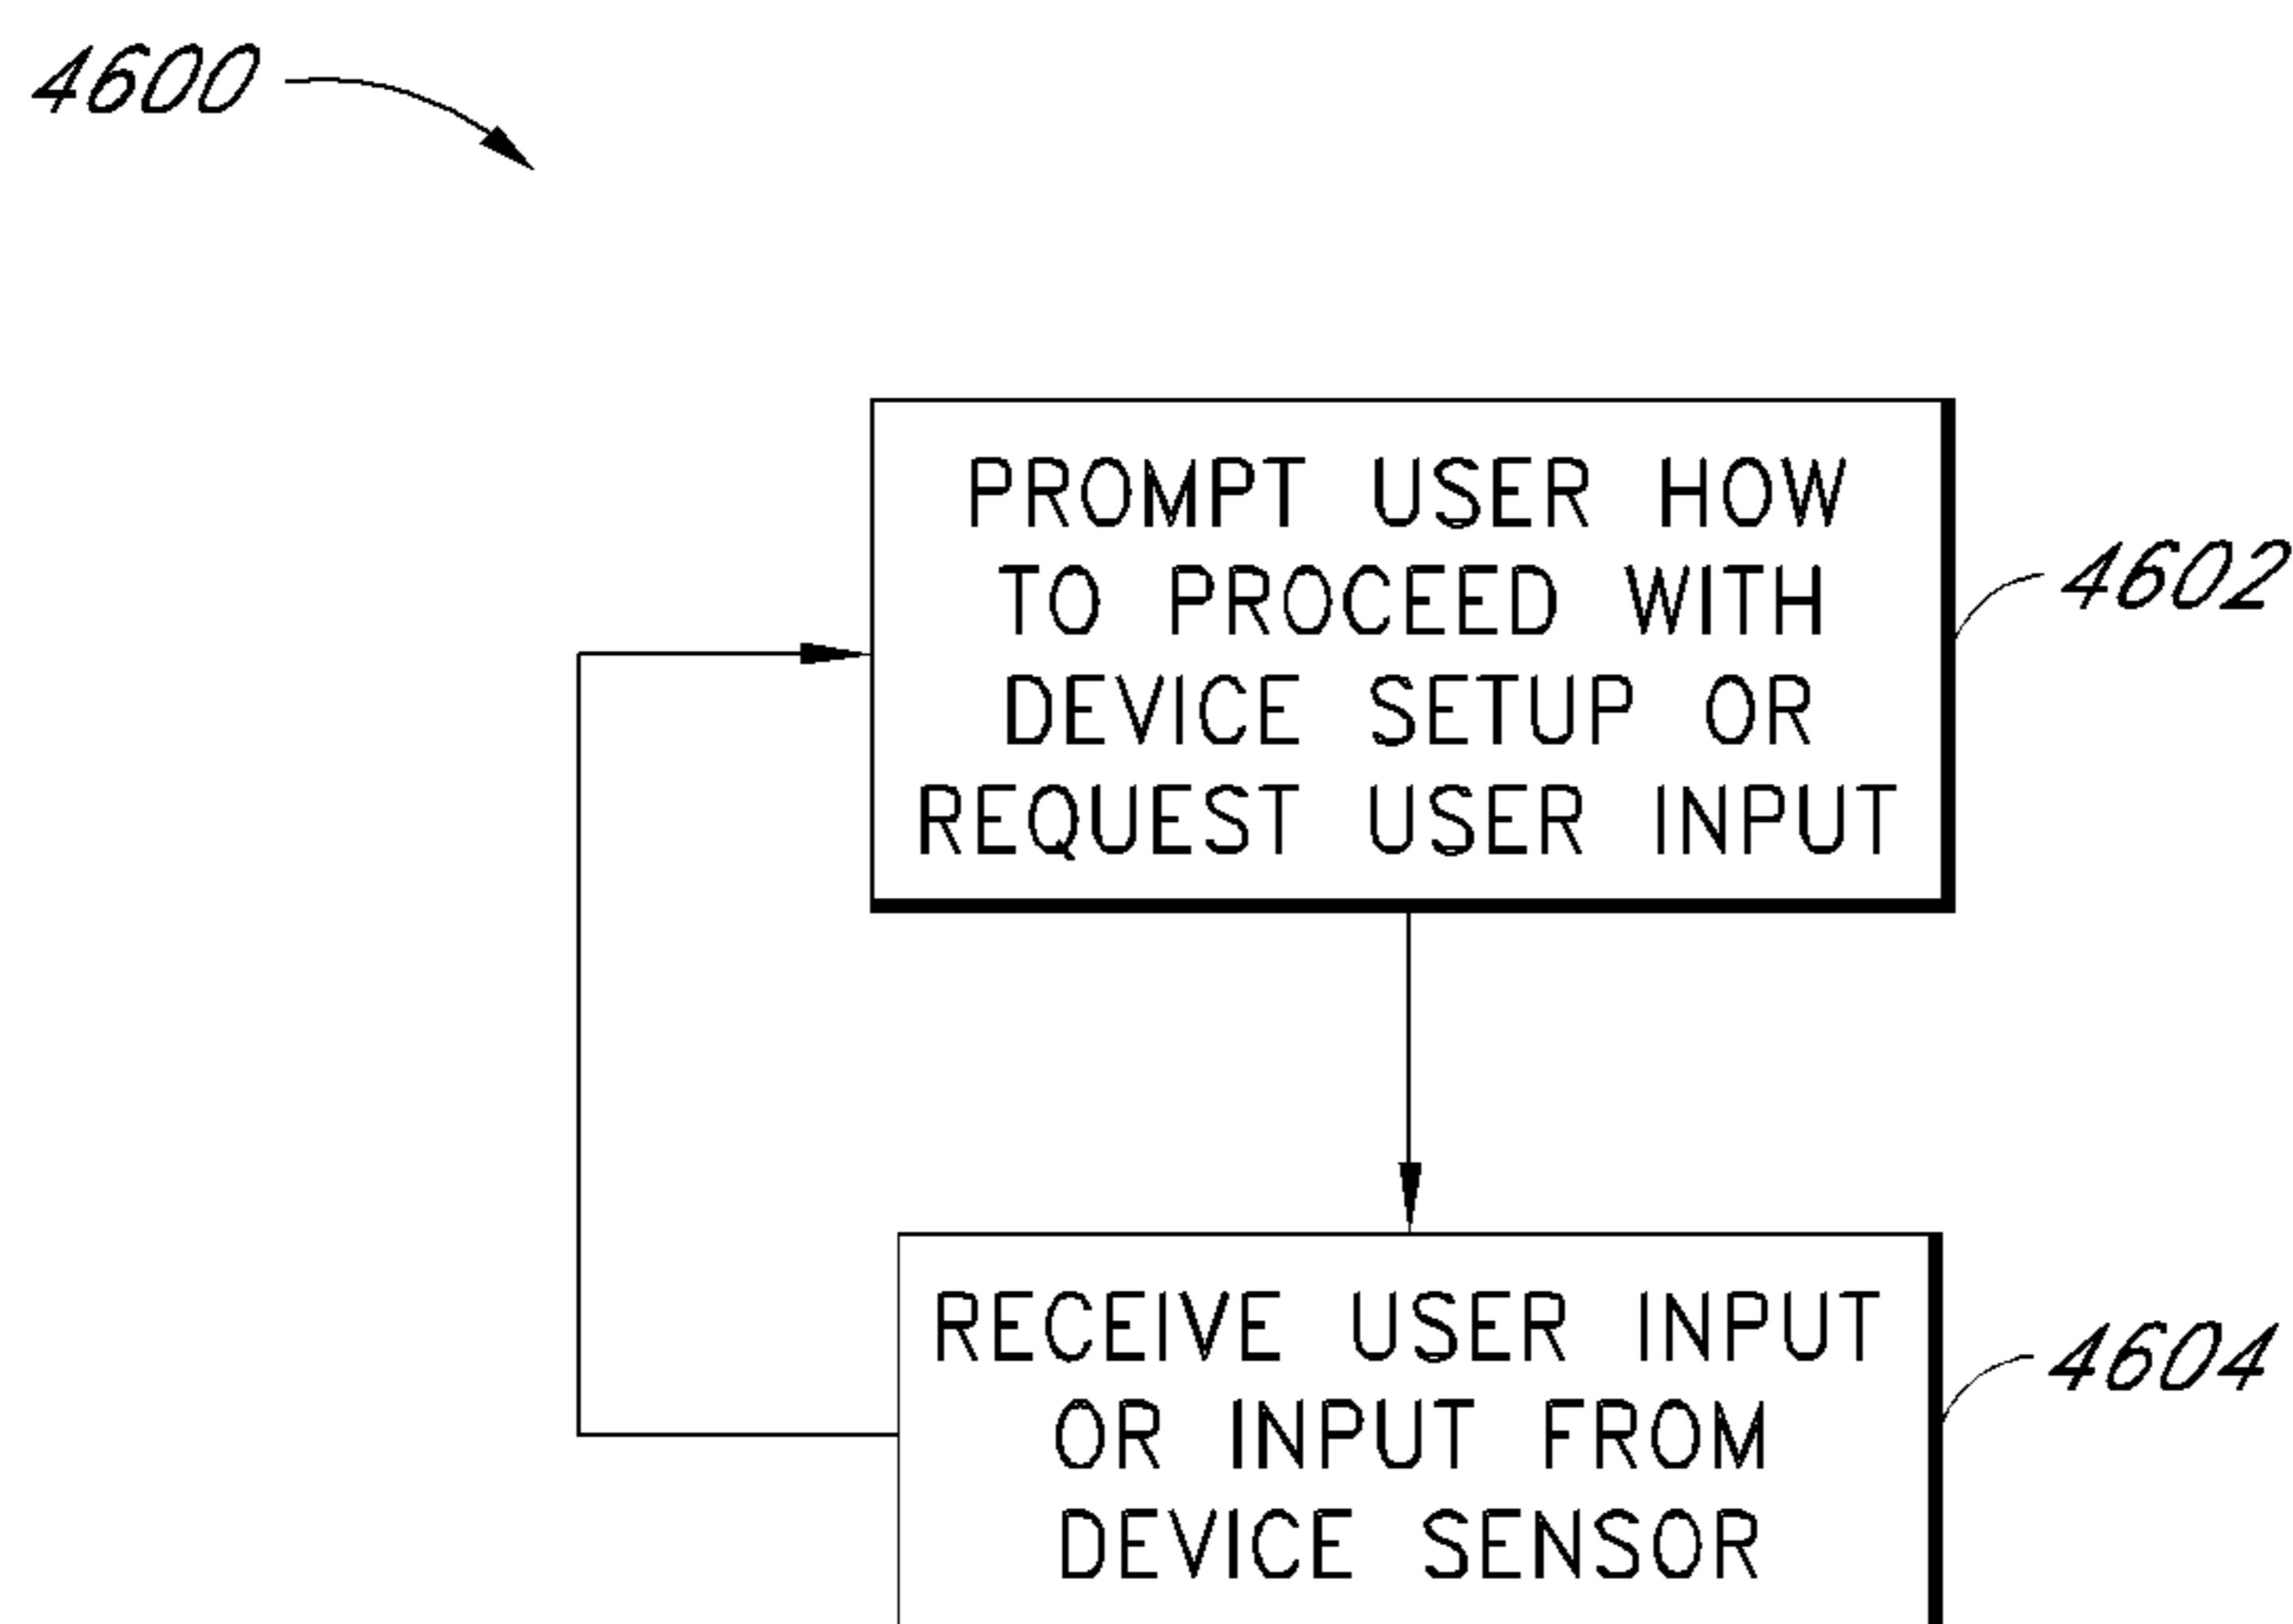 4600
PROMPT USER HOW
TO PROCEED WITH
DEVICE SETUP OR
REQUEST USER INPUT
4602
RECEIVE USER INPUT
OR INPUT FROM
DEVICE SENSOR
4604